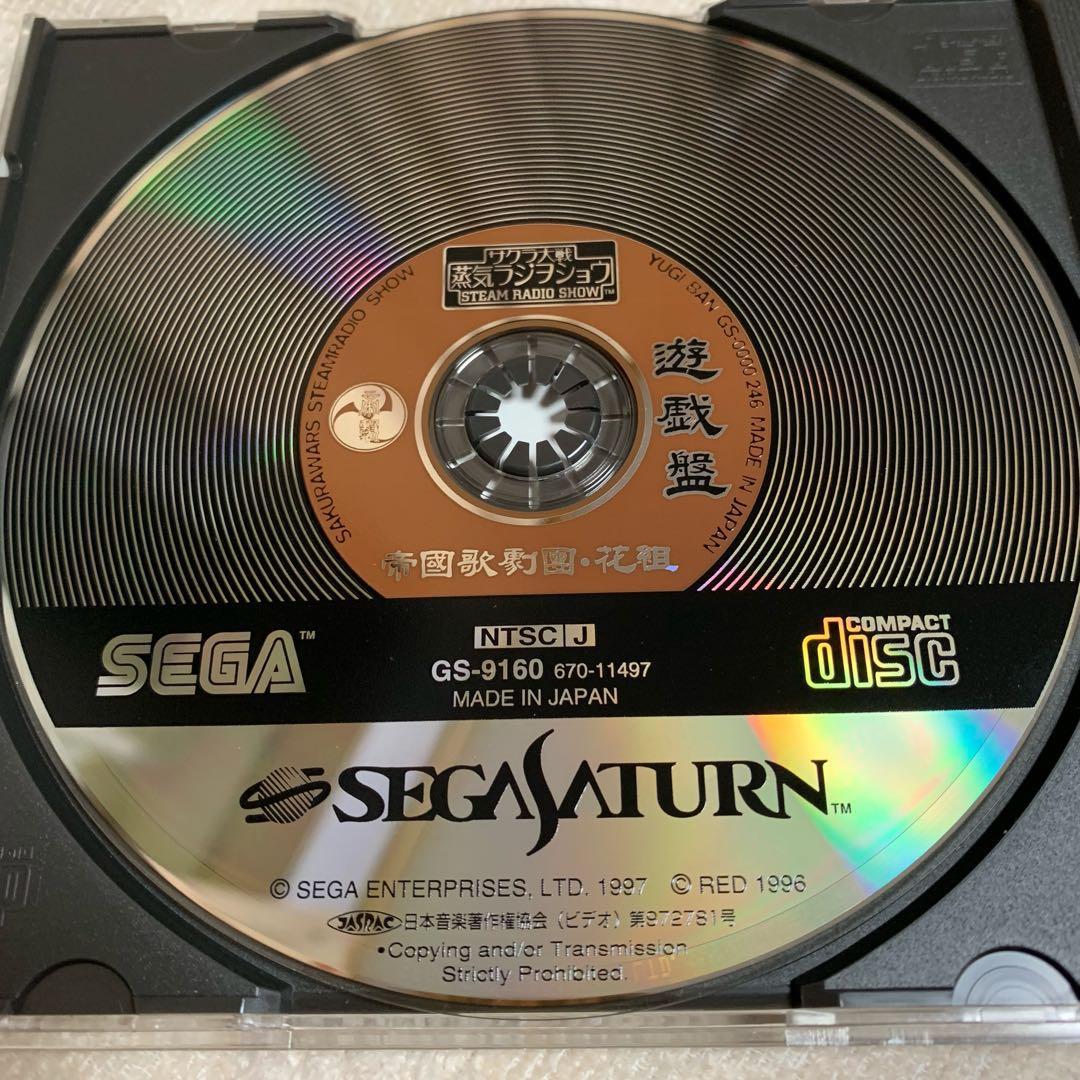 サクラ大戦
蒸気ラジヲショウ
STEAM RADIO SHOW™
SAKURAWARS STEAMRADIO SHOW
YUGI BAN GS-0000 246 MADE IN JAPAN
遊戯盤
帝國歌劇團・花組
SEGA™
NTSC J
GS-9160 670-11497
MADE IN JAPAN
COMPACT
disc
SEGA SATURN™
© SEGA ENTERPRISES, LTD. 1997 © RED 1996
JASRAC 日本音楽著作権協会（ビデオ）第972781号
•Copying and/or Transmission
Strictly Prohibited.